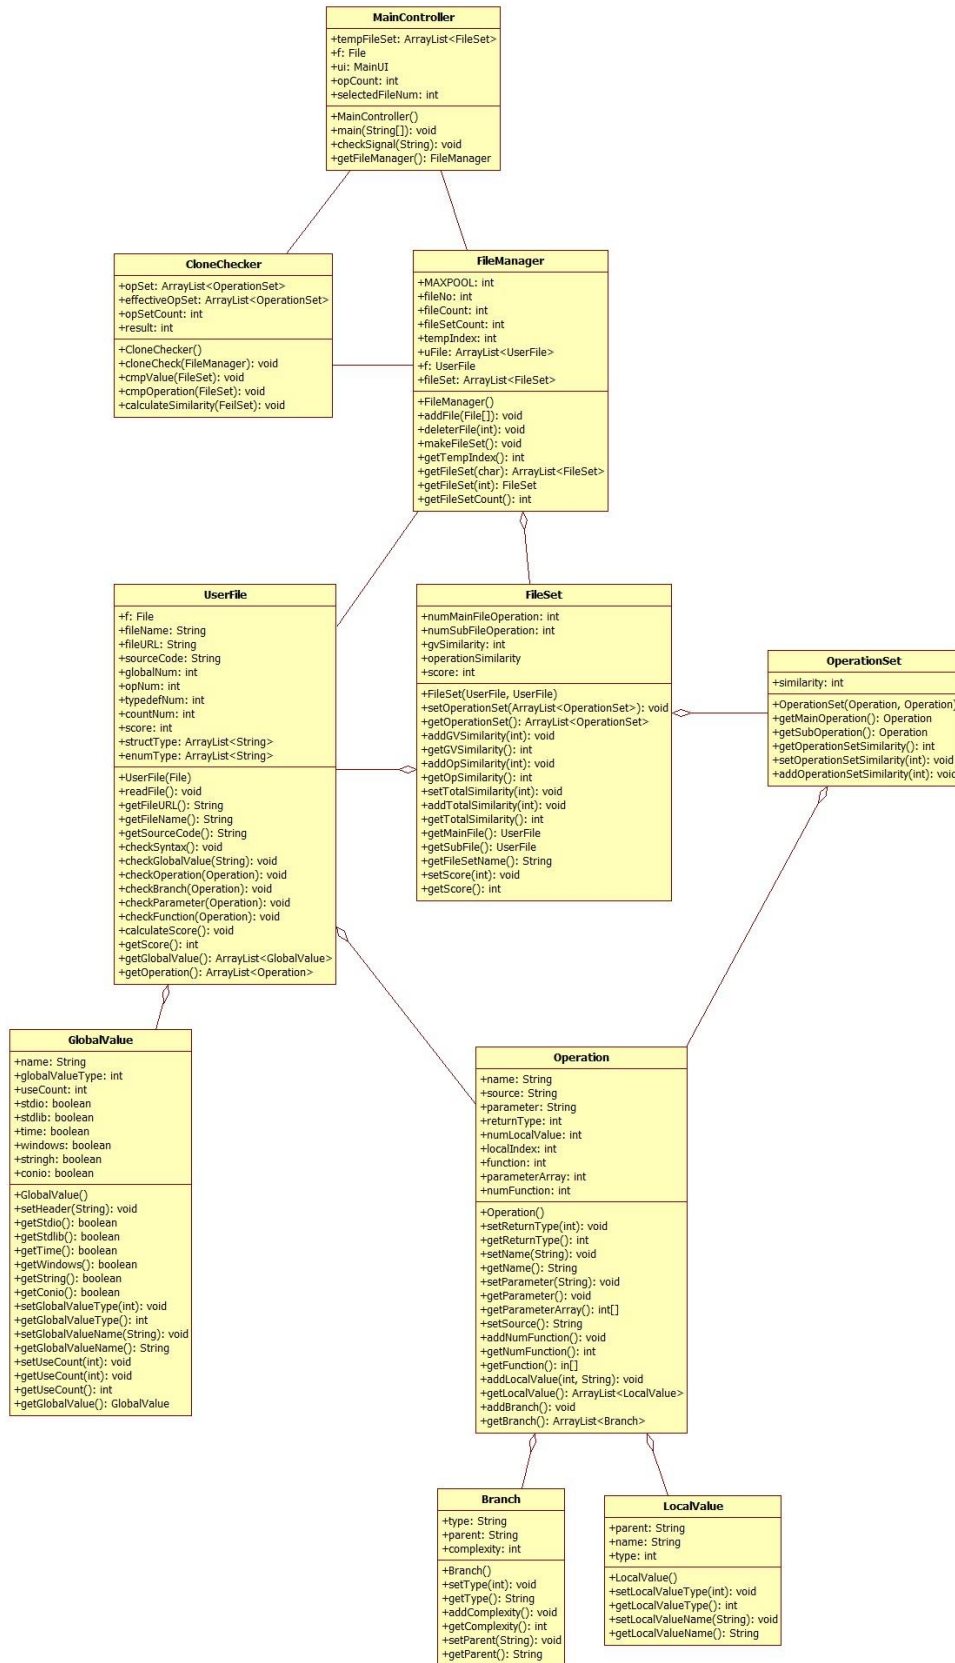 MainController
+tempFileSet: ArrayList<FileSet>
+f: File
+ui: MainUI
+opCount: int
+selectedFileNum: int
+MainController()
+main(String[]): void
+checkSignal(String): void
+getFileManager(): FileManager
CloneChecker
+opSet: ArrayList<OperationSet>
+effectiveOpSet: ArrayList<OperationSet>
+opSetCount: int
+result: int
+CloneChecker()
+cloneCheck(FileManager): void
+cmpValue(FileSet): void
+cmpOperation(FileSet): void
+calculateSimilarity(FeilSet): void
FileManager
+MAXPOOL: int
+fileNo: int
+fileCount: int
+fileSetCount: int
+tempIndex: int
+uFile: ArrayList<UserFile>
+f: UserFile
+fileSet: ArrayList<FileSet>
+FileManager()
+addFile(File[]): void
+deleterFile(int): void
+makeFileSet(): void
+getTempIndex(): int
+getFileSet(char): ArrayList<FileSet>
+getFileSet(int): FileSet
+getFileSetCount(): int
UserFile
+f: File
+fileName: String
+fileURL: String
+sourceCode: String
+globalNum: int
+opNum: int
+typedefNum: int
+countNum: int
+score: int
+structType: ArrayList<String>
+enumType: ArrayList<String>
+UserFile(File)
+readFile(): void
+getFileURL(): String
+getFileName(): String
+getSourceCode(): String
+checkSyntax(): void
+checkGlobalValue(String): void
+checkOperation(Operation): void
+checkBranch(Operation): void
+checkParameter(Operation): void
+checkFunction(Operation): void
+calculateScore(): void
+getScore(): int
+getGlobalValue(): ArrayList<GlobalValue>
+getOperation(): ArrayList<Operation>
FileSet
+numMainFileOperation: int
+numSubFileOperation: int
+gvSimilarity: int
+operationSimilarity
+score: int
+FileSet(UserFile, UserFile)
+setOperationSet(ArrayList<OperationSet>): void
+getOperationSet(): ArrayList<OperationSet>
+addGVSimilarity(int): void
+getGVSimilarity(): int
+addOpSimilarity(int): void
+getOpSimilarity(): int
+setTotalSimilarity(int): void
+addTotalSimilarity(int): void
+getTotalSimilarity(): int
+getMainFile(): UserFile
+getSubFile(): UserFile
+getFileSetName(): String
+setScore(int): void
+getScore(): int
OperationSet
+similarity: int
+OperationSet(Operation, Operation)
+getMainOperation(): Operation
+getSubOperation(): Operation
+getOperationSetSimilarity(): int
+setOperationSetSimilarity(int): void
+addOperationSetSimilarity(int): void
GlobalValue
+name: String
+globalValueType: int
+useCount: int
+stdio: boolean
+stdlib: boolean
+time: boolean
+windows: boolean
+stringh: boolean
+conio: boolean
+GlobalValue()
+setHeader(String): void
+getStdio(): boolean
+getStdlib(): boolean
+getTime(): boolean
+getWindows(): boolean
+getString(): boolean
+getConio(): boolean
+setGlobalValueType(int): void
+getGlobalValueType(): int
+setGlobalValueName(String): void
+getGlobalValueName(): String
+setUseCount(int): void
+getUseCount(int): void
+getUseCount(): int
+getGlobalValue(): GlobalValue
Operation
+name: String
+source: String
+parameter: String
+returnType: int
+numLocalValue: int
+localIndex: int
+function: int
+parameterArray: int
+numFunction: int
+Operation()
+setReturnType(int): void
+getReturnType(): int
+setName(String): void
+getName(): String
+setParameter(String): void
+getParameter(): void
+getParameterArray(): int[]
+setSource(): String
+addNumFunction(): void
+getNumFunction(): int
+getFunction(): in[]
+addLocalValue(int, String): void
+getLocalValue(): ArrayList<LocalValue>
+addBranch(): void
+getBranch(): ArrayList<Branch>
Branch
+type: String
+parent: String
+complexity: int
+Branch()
+setType(int): void
+getType(): String
+addComplexity(): void
+getComplexity(): int
+setParent(String): void
+getParent(): String
LocalValue
+parent: String
+name: String
+type: int
+LocalValue()
+setLocalValueType(int): void
+getLocalValueType(): int
+setLocalValueName(String): void
+getLocalValueName(): String